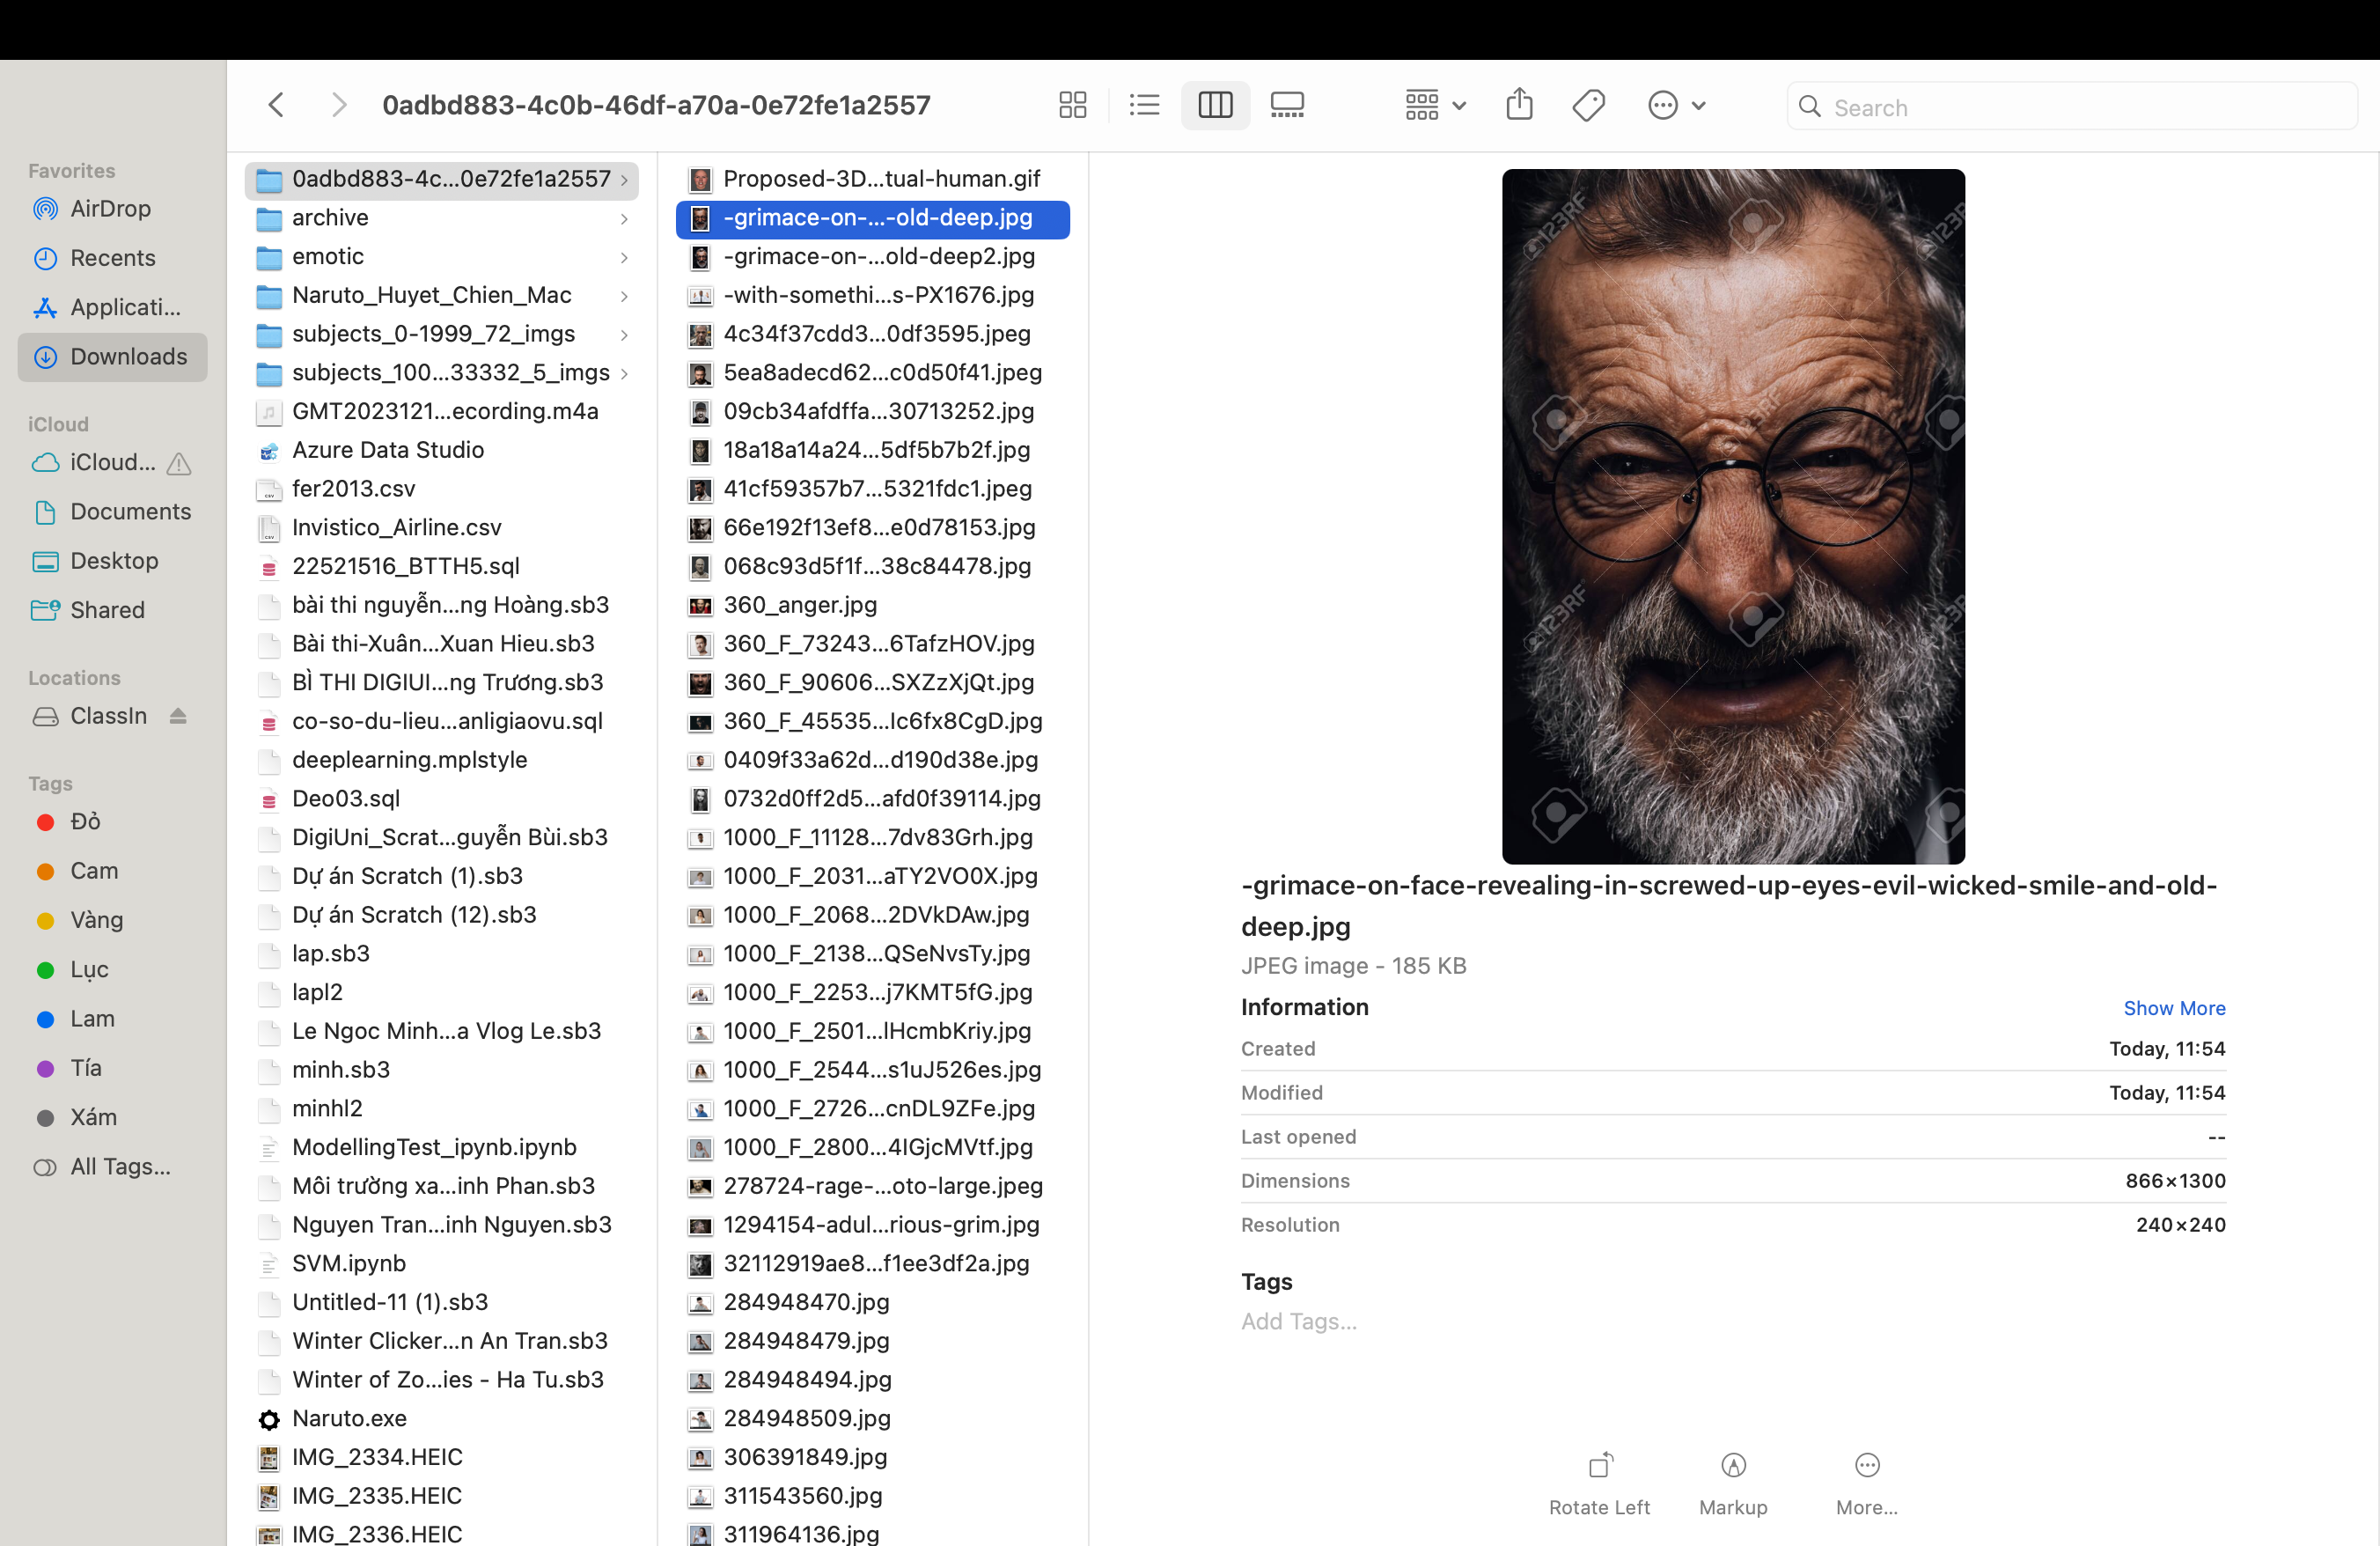 0adbd883-4c0b-46df-a70a-0e72fe1a2557
Search
Favorites
AirDrop
Recents
Applicati...
Downloads
iCloud
iCloud...
Documents
Desktop
Shared
Locations
ClassIn
Tags
Đỏ
Cam
Vàng
Lục
Lam
Tía
Xám
All Tags...
0adbd883-4c...0e72fe1a2557
archive
emotic
Naruto_Huyet_Chien_Mac
subjects_0-1999_72_imgs
subjects_100...33332_5_imgs
GMT2023121...ecording.m4a
Azure Data Studio
fer2013.csv
Invistico_Airline.csv
22521516_BTTH5.sql
bài thi nguyễn...ng Hoàng.sb3
Bài thi-Xuân...Xuan Hieu.sb3
BÌ THI DIGIUI...ng Trương.sb3
co-so-du-lieu...anligiaovu.sql
deeplearning.mplstyle
Deo03.sql
DigiUni_Scrat...guyễn Bùi.sb3
Dự án Scratch (1).sb3
Dự án Scratch (12).sb3
lap.sb3
lapl2
Le Ngoc Minh...a Vlog Le.sb3
minh.sb3
minhl2
ModellingTest_ipynb.ipynb
Môi trường xa...inh Phan.sb3
Nguyen Tran...inh Nguyen.sb3
SVM.ipynb
Untitled-11 (1).sb3
Winter Clicker...n An Tran.sb3
Winter of Zo...ies - Ha Tu.sb3
Naruto.exe
IMG_2334.HEIC
IMG_2335.HEIC
IMG_2336.HEIC
Proposed-3D...tual-human.gif
-grimace-on-...-old-deep.jpg
-grimace-on-...old-deep2.jpg
-with-somethi...s-PX1676.jpg
4c34f37cdd3...0df3595.jpeg
5ea8adecd62...c0d50f41.jpeg
09cb34afdffa...30713252.jpg
18a18a14a24...5df5b7b2f.jpg
41cf59357b7...5321fdc1.jpeg
66e192f13ef8...e0d78153.jpg
068c93d5f1f...38c84478.jpg
360_anger.jpg
360_F_73243...6TafzHOV.jpg
360_F_90606...SXZzXjQt.jpg
360_F_45535...Ic6fx8CgD.jpg
0409f33a62d...d190d38e.jpg
0732d0ff2d5...afd0f39114.jpg
1000_F_11128...7dv83Grh.jpg
1000_F_2031...aTY2VO0X.jpg
1000_F_2068...2DVkDAw.jpg
1000_F_2138...QSeNvsTy.jpg
1000_F_2253...j7KMT5fG.jpg
1000_F_2501...lHcmbKriy.jpg
1000_F_2544...s1uJ526es.jpg
1000_F_2726...cnDL9ZFe.jpg
1000_F_2800...4IGjcMVtf.jpg
278724-rage-...oto-large.jpeg
1294154-adul...rious-grim.jpg
32112919ae8...f1ee3df2a.jpg
284948470.jpg
284948479.jpg
284948494.jpg
284948509.jpg
306391849.jpg
311543560.jpg
311964136.jpg
123RF
123RF
123RF
123RF
123RF
-grimace-on-face-revealing-in-screwed-up-eyes-evil-wicked-smile-and-old-
deep.jpg
JPEG image - 185 KB
Information
Show More
Created
Today, 11:54
Modified
Today, 11:54
Last opened
--
Dimensions
866×1300
Resolution
240×240
Tags
Add Tags...
Rotate Left
Markup
More...